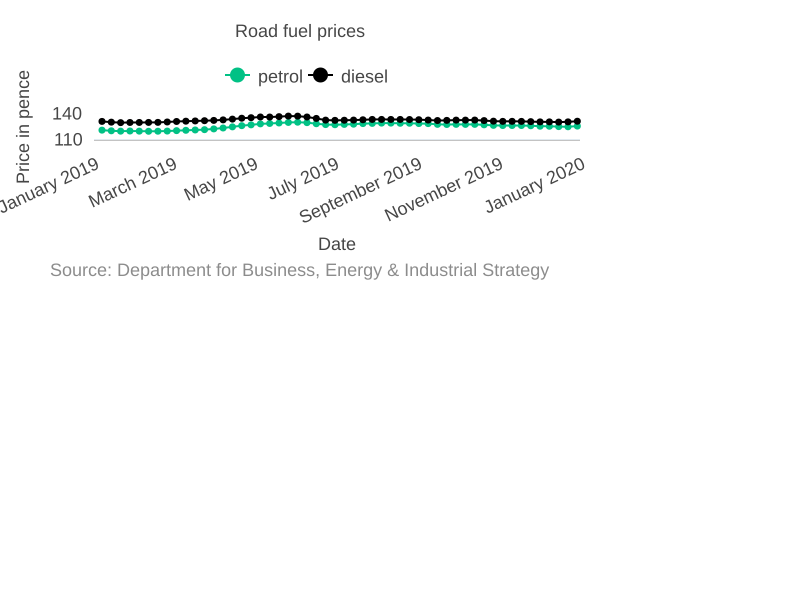 Road fuel prices
petrol
diesel
Price in pence
140
110
January 2019
March 2019
May 2019
July 2019
September 2019
November 2019
January 2020
Date
Source: Department for Business, Energy & Industrial Strategy